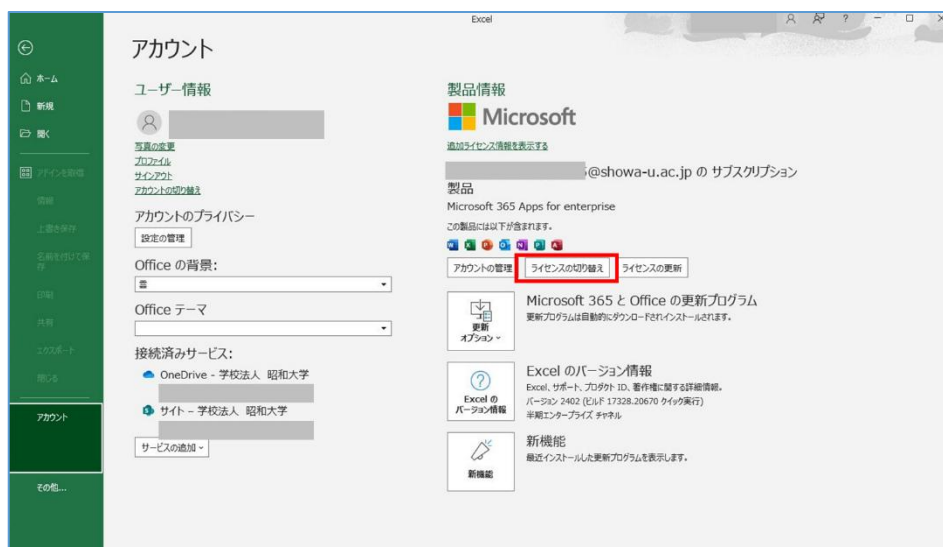 Excel
?
アカウント
ホーム
新規
開く
アドインを取得
情報
上書き保存
名前を付けて保
存
印刷
共有
エクスポート
閉じる
アカウント
その他...
ユーザー情報
写真の変更
プロファイル
サインアウト
アカウントの切り替え
アカウントのプライバシー
設定の管理
Office の背景:
雲
Office テーマ
接続済みサービス:
OneDrive - 学校法人 昭和大学
サイト - 学校法人 昭和大学
サービスの追加
製品情報
Microsoft
追加ライセンス情報を表示する
@showa-u.ac.jp の サブスクリプション
製品
Microsoft 365 Apps for enterprise
この製品には以下が含まれます。
アカウントの管理 ライセンスの切り替え ライセンスの更新
更新
オプション
Microsoft 365 と Office の更新プログラム
更新プログラムは自動的にダウンロードされインストールされます。
Excel の
バージョン情報
Excel のバージョン情報
Excel、サポート、プロダクト ID、著作権に関する詳細情報。
バージョン 2402 (ビルド 17328.20670 クイック実行)
半期エンタープライズ チャネル
新機能
新機能
最近インストールした更新プログラムを表示します。